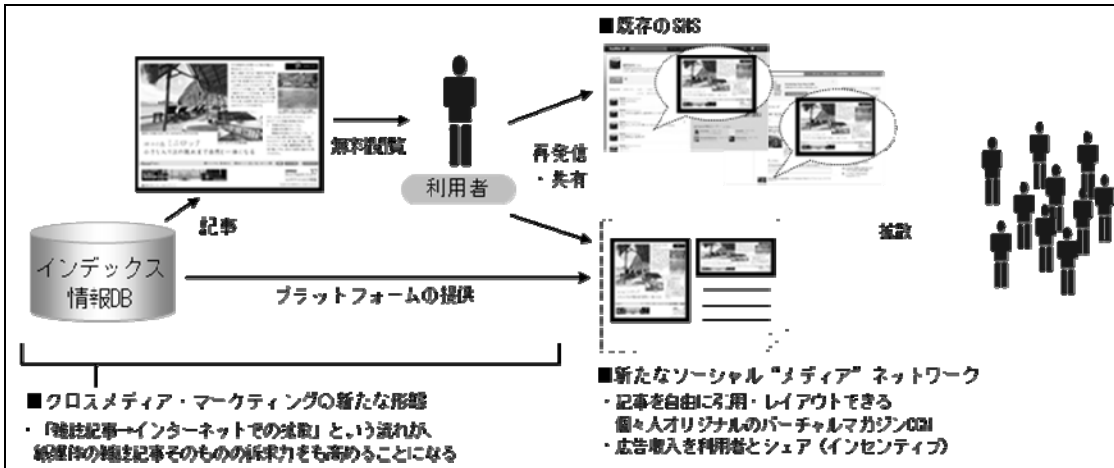 ■既存のSNS
無料閲覧
再発信
・共有
利用者
記事
拡散
インデックス
情報DB
プラットフォームの提供
■クロスメディア・マーケティングの新たな形態
・「雑誌記事→インターネットでの拡散」という流れが、
紙媒体の雑誌記事そのものの訴求力をも高めることになる
■新たなソーシャル“メディア”ネットワーク
・記事を自由に引用・レイアウトできる
個々人オリジナルのバーチャルマガジンCGM
・広告収入を利用者とシェア（インセンティブ）